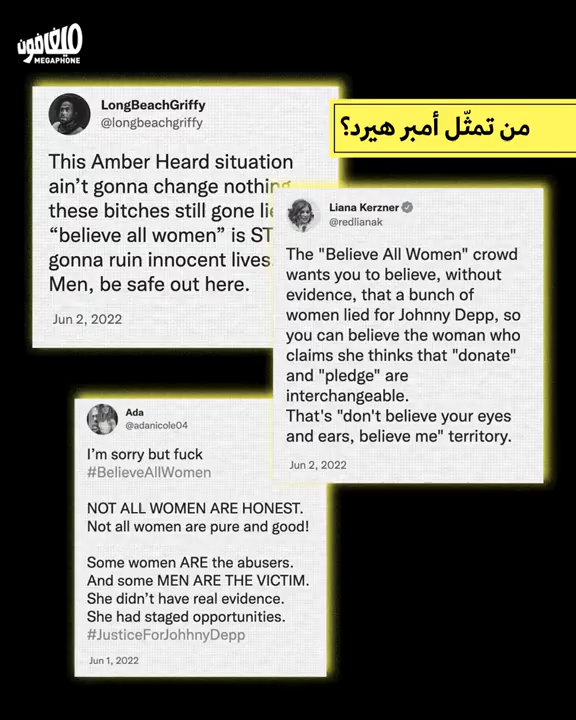 ميغافون
MEGAPHONE
من تمثّل أمبر هيرد؟
LongBeachGriffy
@longbeachgriffy
This Amber Heard situation
ain’t gonna change nothing
these bitches still gone lie
“believe all women” is ST
gonna ruin innocent lives.
Men, be safe out here.
Jun 2, 2022
Liana Kerzner
@redlianak
The "Believe All Women" crowd
wants you to believe, without
evidence, that a bunch of
women lied for Johnny Depp, so
you can believe the woman who
claims she thinks that "donate"
and "pledge" are
interchangeable.
That's "don't believe your eyes
and ears, believe me" territory.
Jun 2, 2022
Ada
@adanicole04
I’m sorry but fuck
#BelieveAllWomen
NOT ALL WOMEN ARE HONEST.
Not all women are pure and good!
Some women ARE the abusers.
And some MEN ARE THE VICTIM.
She didn’t have real evidence.
She had staged opportunities.
#JusticeForJohhnyDepp
Jun 1, 2022